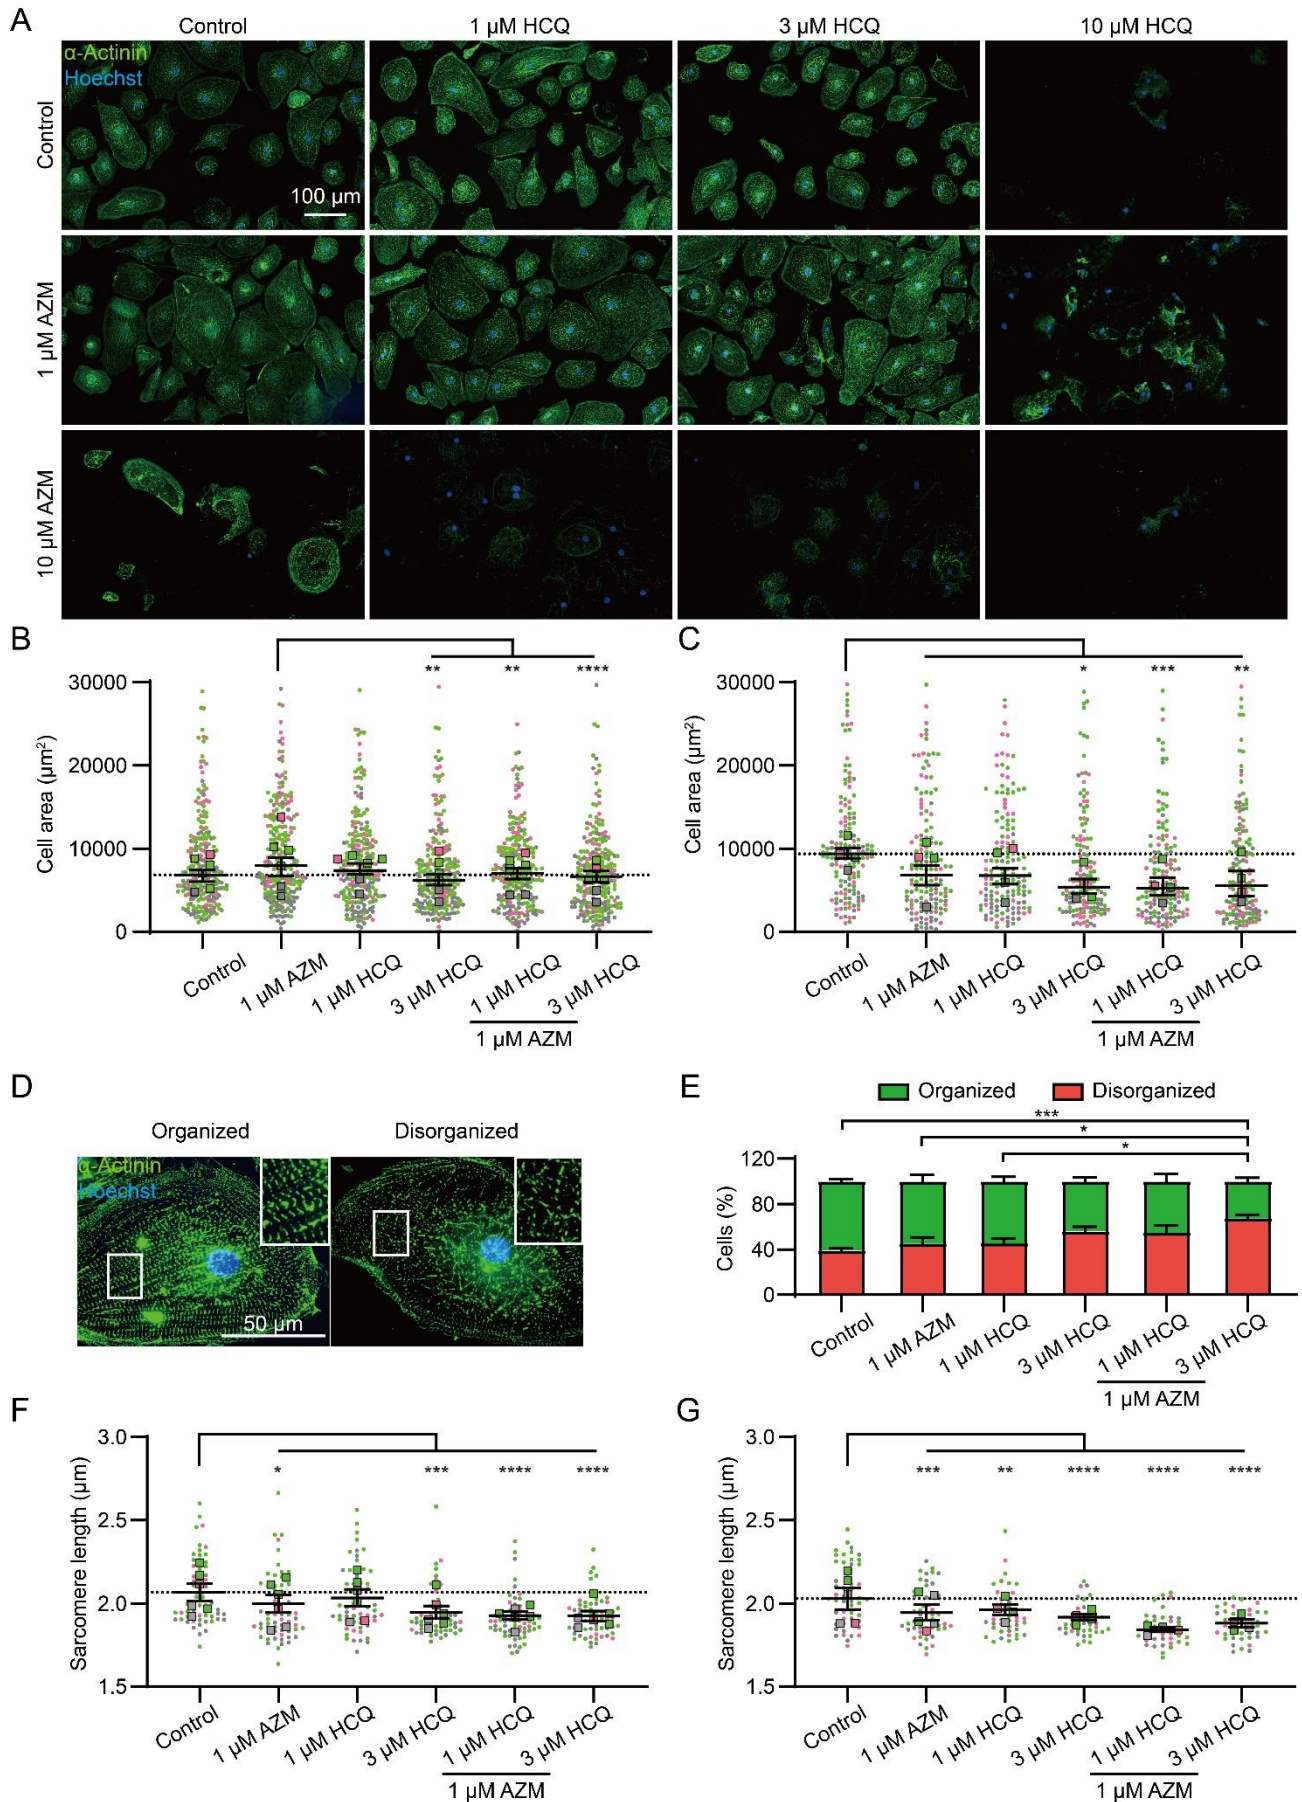 A
Control
1 µM HCQ
3 µM HCQ
10 µM HCQ
α-Actinin
Hoechst
Control
100 µm
1 µM AZM
10 µM AZM
B
** ** ****
30000
20000
10000
0
Cell area (µm²)
Control
1 µM AZM
1 µM HCQ
3 µM HCQ
1 µM HCQ
3 µM HCQ
1 µM AZM
C
* *** **
30000
20000
10000
0
Cell area (µm²)
Control
1 µM AZM
1 µM HCQ
3 µM HCQ
1 µM HCQ
3 µM HCQ
1 µM AZM
D
Organized
Disorganized
α-Actinin
Hoechst
50 µm
E
Organized
Disorganized
***
*
*
120
80
40
0
Cells (%)
Control
1 µM AZM
1 µM HCQ
3 µM HCQ
1 µM HCQ
3 µM HCQ
1 µM AZM
F
* *** **** ****
3.0
2.5
2.0
1.5
Sarcomere length (µm)
Control
1 µM AZM
1 µM HCQ
3 µM HCQ
1 µM HCQ
3 µM HCQ
1 µM AZM
G
*** ** **** **** ****
3.0
2.5
2.0
1.5
Sarcomere length (µm)
Control
1 µM AZM
1 µM HCQ
3 µM HCQ
1 µM HCQ
3 µM HCQ
1 µM AZM